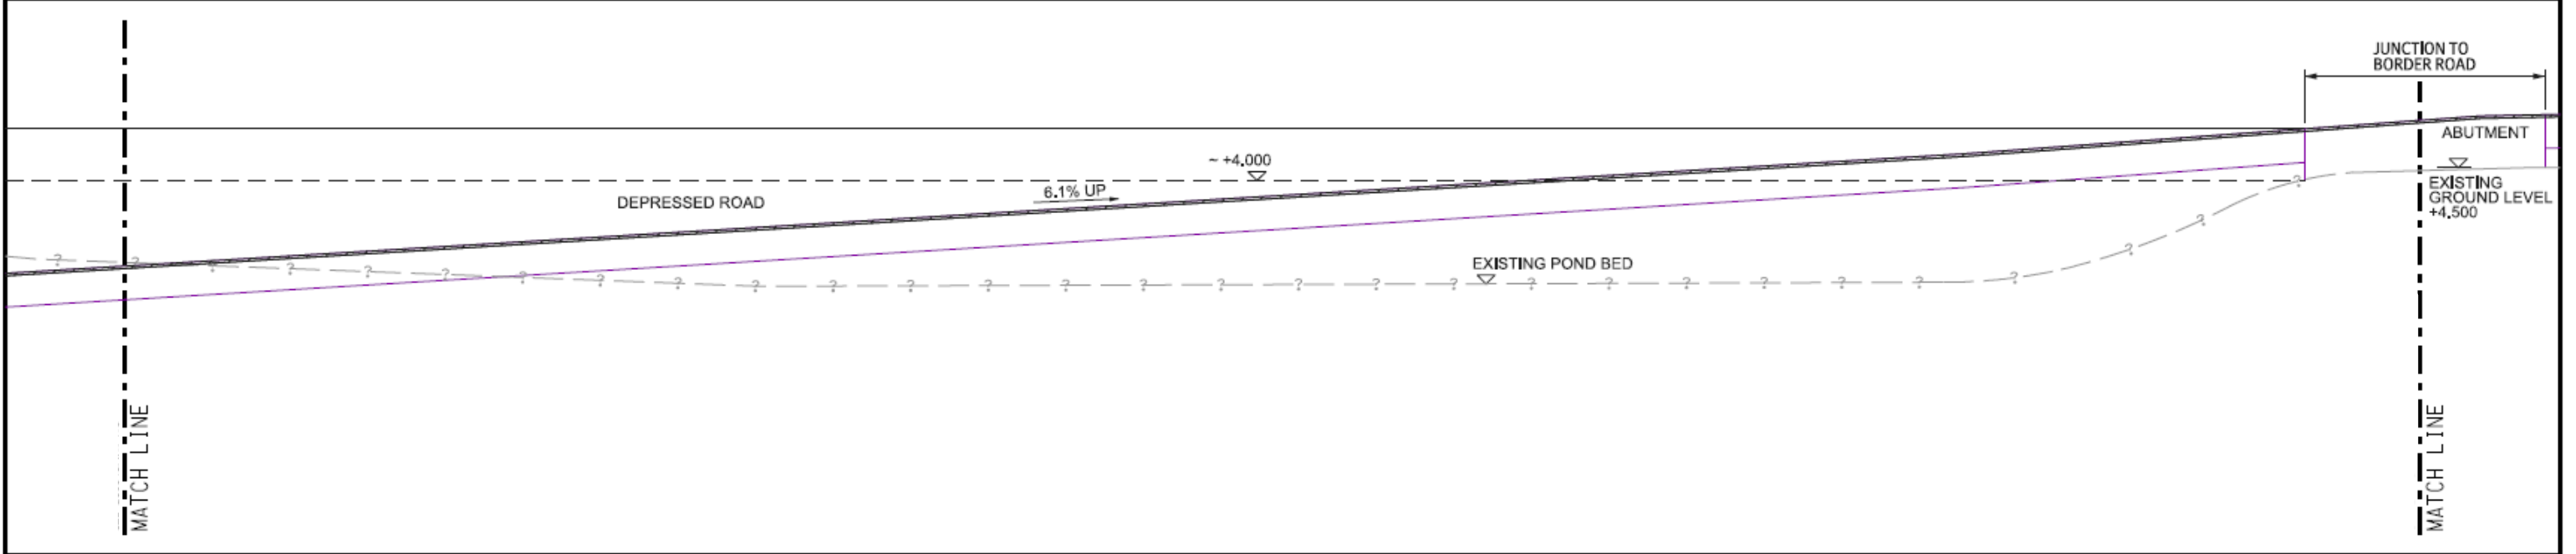 JUNCTION TO
BORDER ROAD
ABUTMENT
~ +4.000
6.1% UP
DEPRESSED ROAD
EXISTING
GROUND LEVEL
+4.500
EXISTING POND BED
? ? ? ? ? ? ? ? ? ? ? ? ? ? ? ? ? ? ? ? ? ? ? ? ? ? ? ? ?
MATCH LINE
MATCH LINE